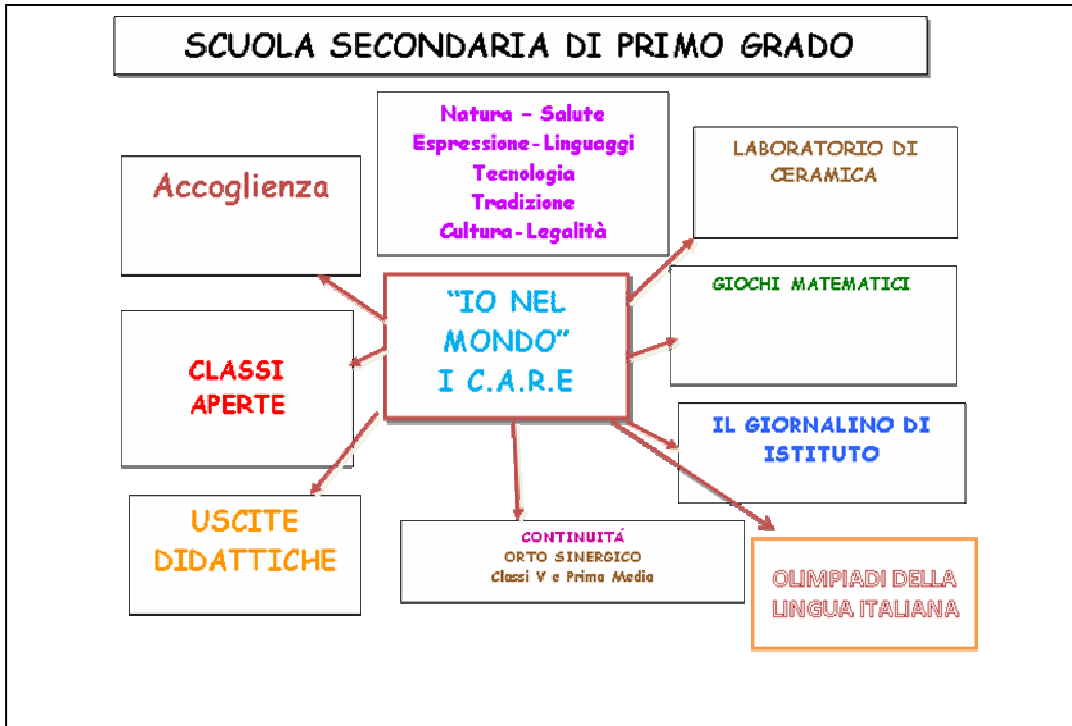 SCUOLA SECONDARIA DI PRIMO GRADO
Natura – Salute
Espressione-Linguaggi
Tecnologia
Tradizione
Cultura-Legalità
Accoglienza
LABORATORIO DI
CERAMICA
"IO NEL
MONDO"
I C.A.R.E
GIOCHI MATEMATICI
CLASSI
APERTE
IL GIORNALINO DI
ISTITUTO
USCITE
DIDATTICHE
CONTINUITÁ
ORTO SINERGICO
Classi V e Prima Media
OLIMPIADI DELLA
LINGUA ITALIANA